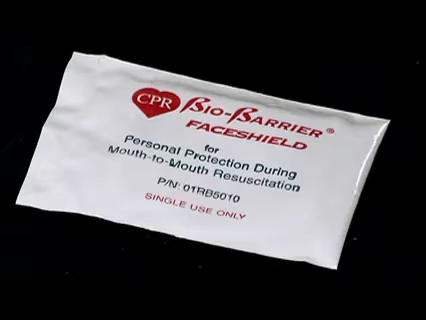 CPR BIO-BARRIER®
FACESHIELD
for
Personal Protection During
Mouth-to-Mouth Resuscitation
P/N: 01RB5010
SINGLE USE ONLY